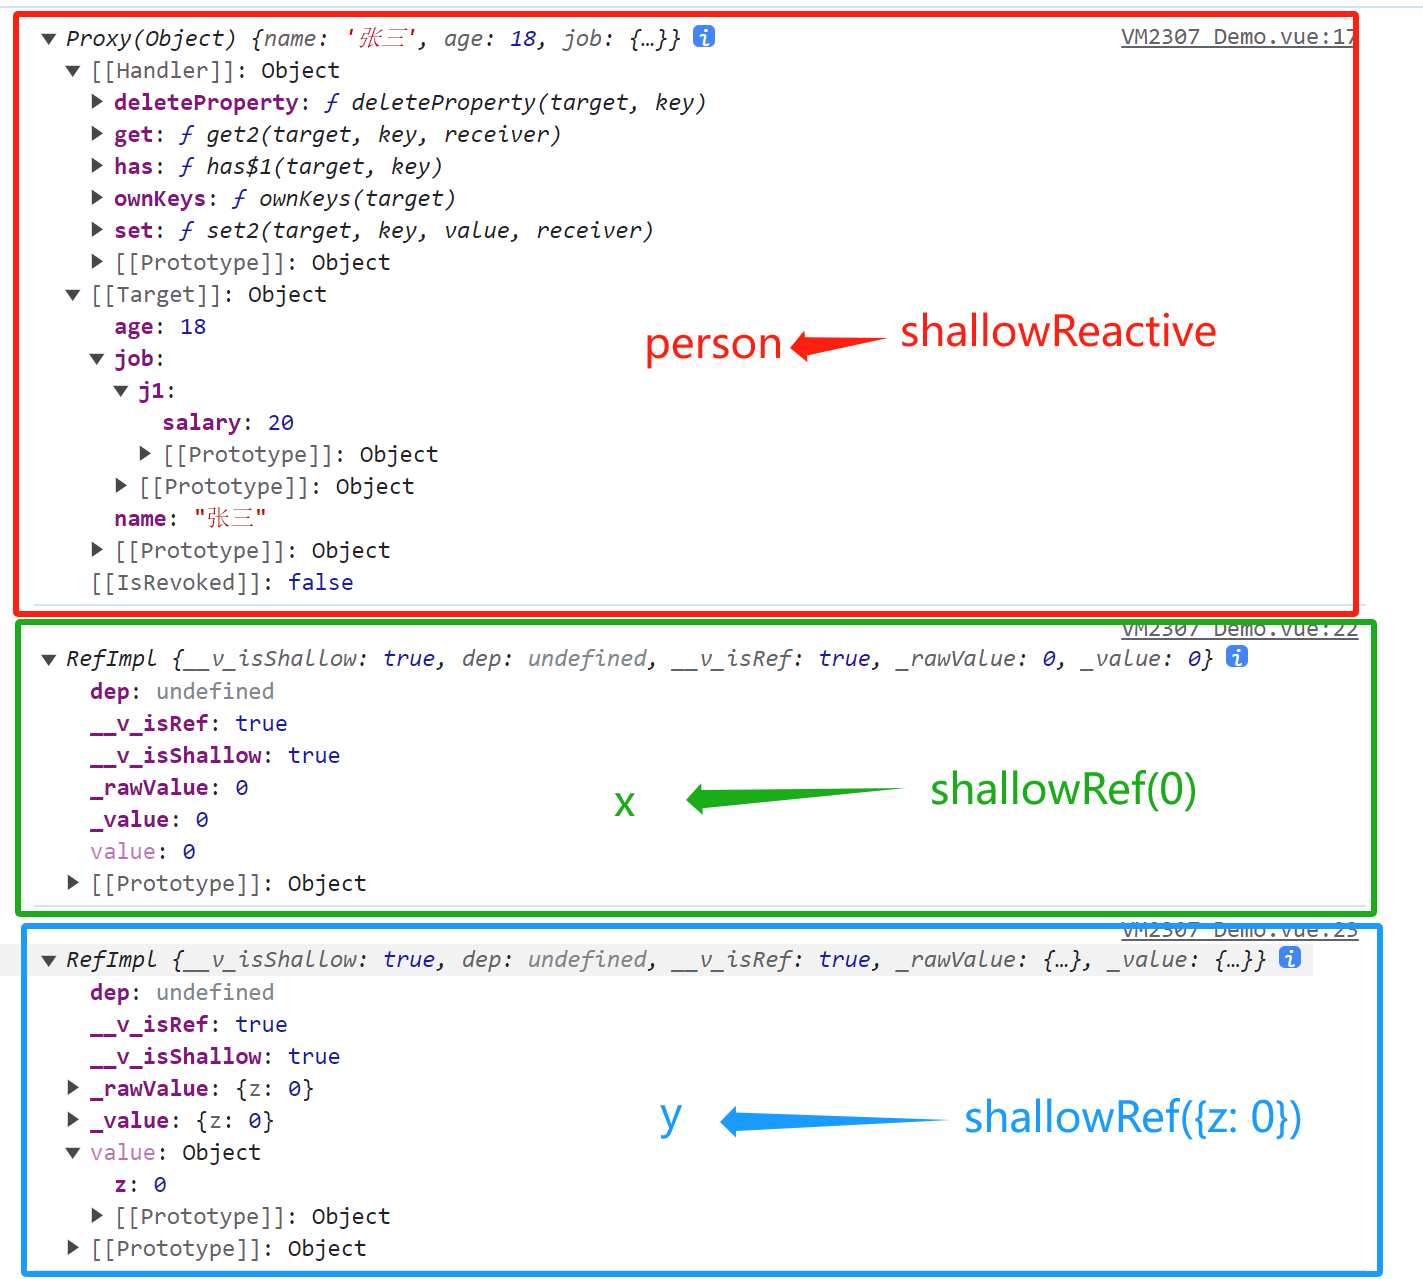 Proxy(Object) {name: '张三', age: 18, job: {…}} i VM2307 Demo.vue:17
[[Handler]]: Object
deleteProperty: ƒ deleteProperty(target, key)
get: ƒ get2(target, key, receiver)
has: ƒ has$1(target, key)
ownKeys: ƒ ownKeys(target)
set: ƒ set2(target, key, value, receiver)
[[Prototype]]: Object
[[Target]]: Object
age: 18
person shallowReactive
job:
j1:
salary: 20
[[Prototype]]: Object
[[Prototype]]: Object
name: "张三"
[[Prototype]]: Object
[[IsRevoked]]: false
VM2307 Demo.vue:22
RefImpl {__v_isShallow: true, dep: undefined, __v_isRef: true, _rawValue: 0, _value: 0} i
dep: undefined
__v_isRef: true
__v_isShallow: true
_rawValue: 0
x shallowRef(0)
_value: 0
value: 0
[[Prototype]]: Object
VM2307 Demo.vue:23
RefImpl {__v_isShallow: true, dep: undefined, __v_isRef: true, _rawValue: {…}, _value: {…}} i
dep: undefined
__v_isRef: true
__v_isShallow: true
_rawValue: {z: 0}
_value: {z: 0}
y shallowRef({z: 0})
value: Object
z: 0
[[Prototype]]: Object
[[Prototype]]: Object